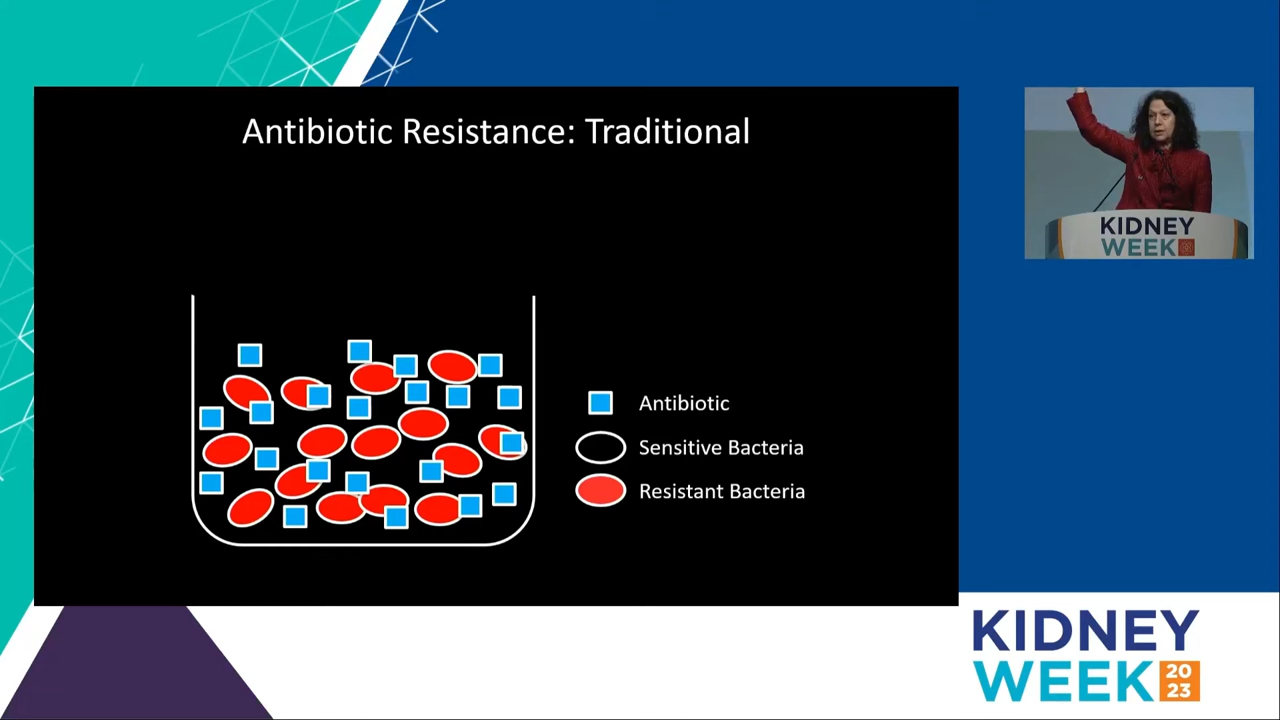 Antibiotic Resistance: Traditional
Antibiotic
Sensitive Bacteria
Resistant Bacteria
KIDNEY
WEEK
KIDNEY
WEEK 20
23